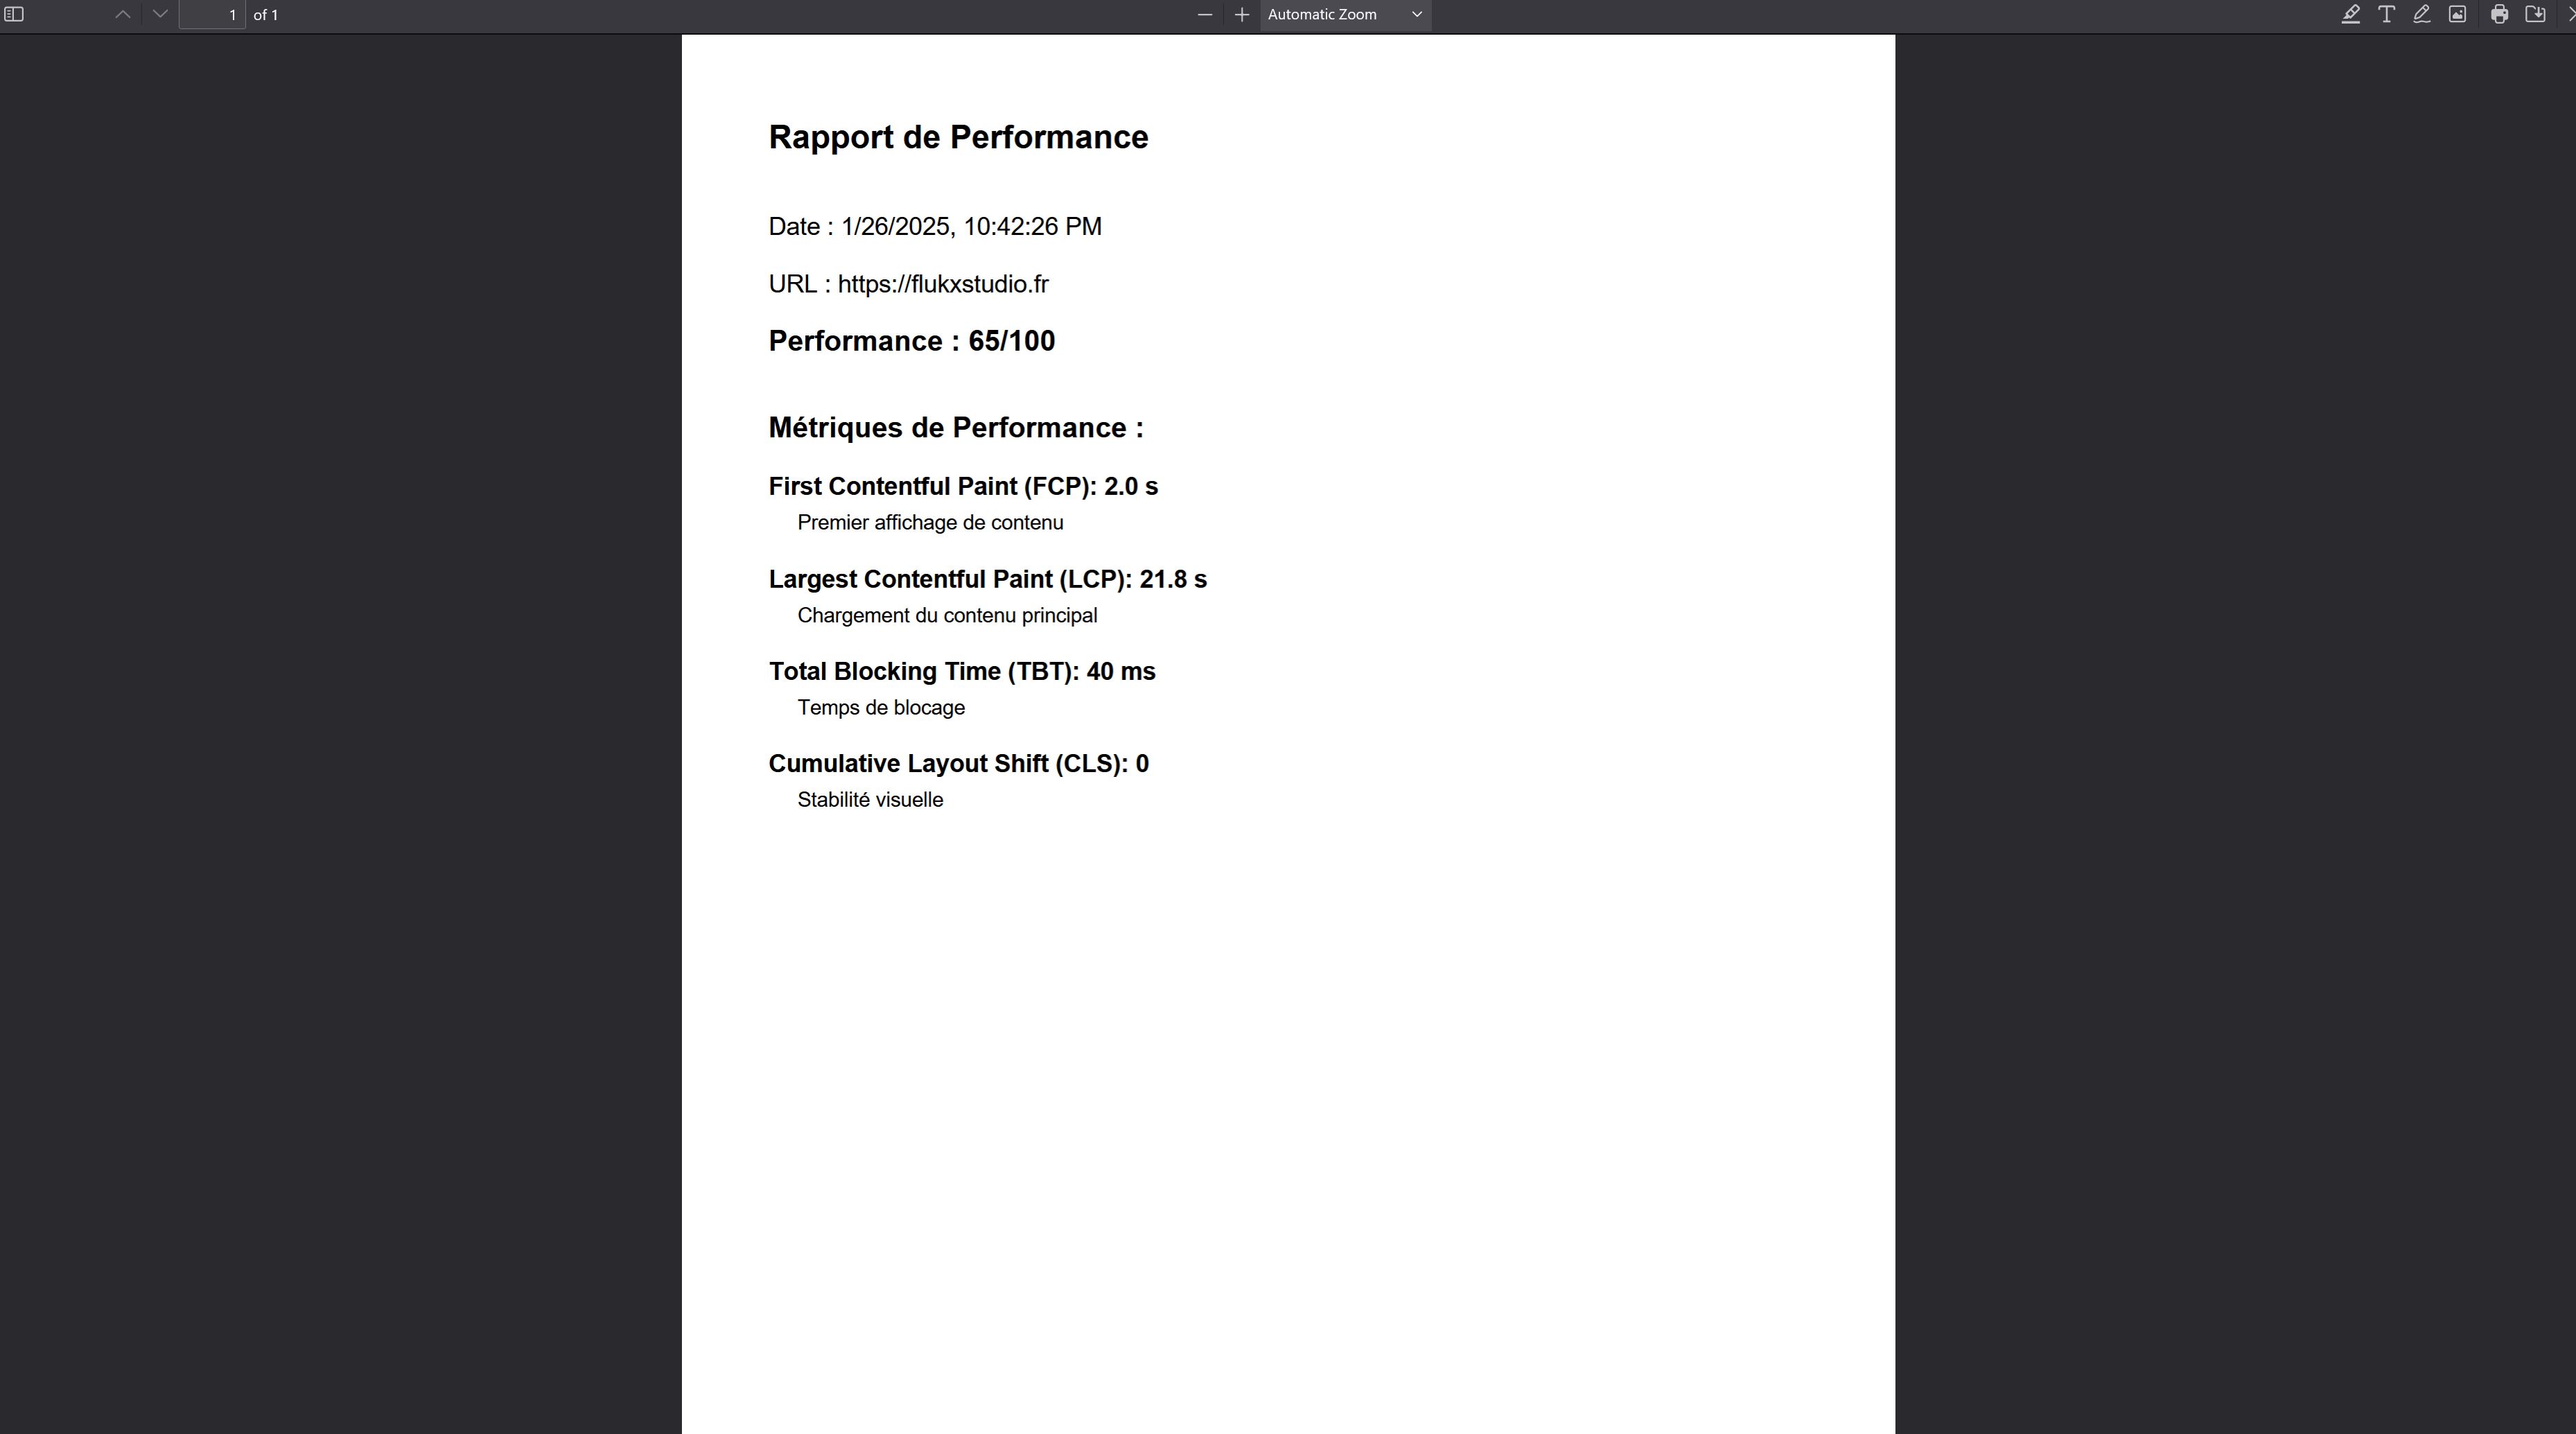 1 of 1 Automatic Zoom
Rapport de Performance
Date : 1/26/2025, 10:42:26 PM
URL : https://flukxstudio.fr
Performance : 65/100
Métriques de Performance :
First Contentful Paint (FCP): 2.0 s
Premier affichage de contenu
Largest Contentful Paint (LCP): 21.8 s
Chargement du contenu principal
Total Blocking Time (TBT): 40 ms
Temps de blocage
Cumulative Layout Shift (CLS): 0
Stabilité visuelle